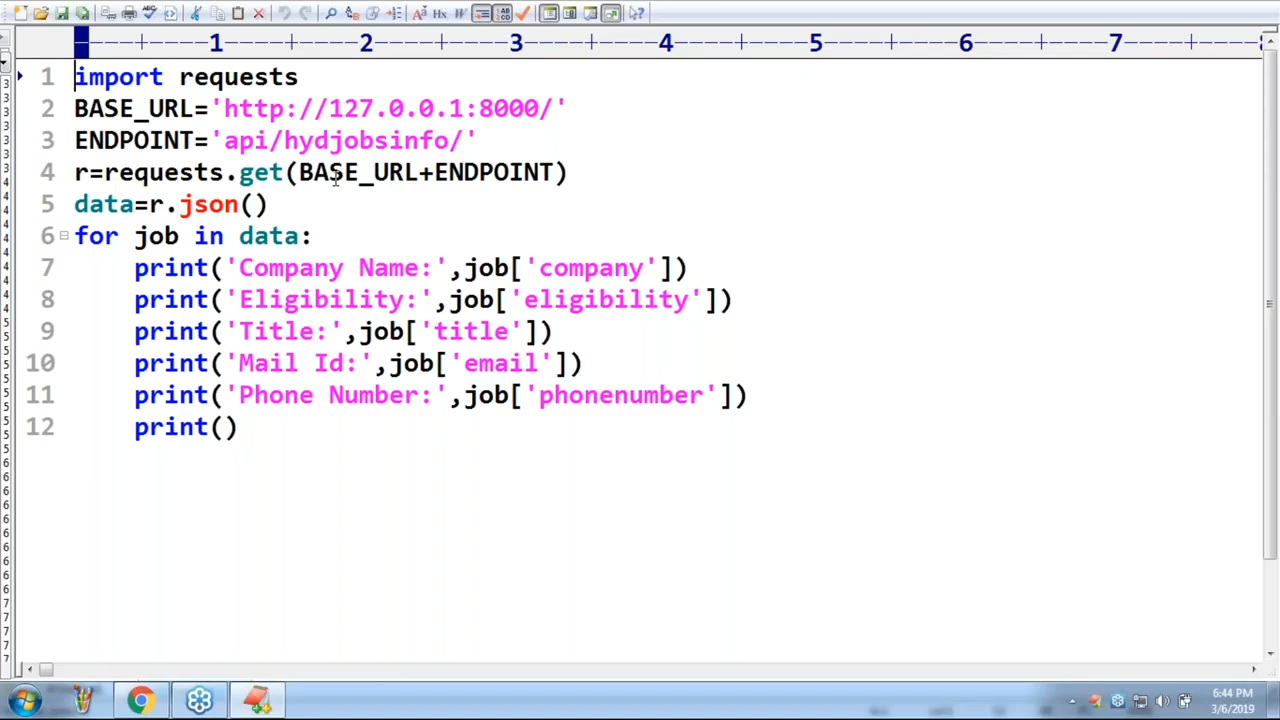 1 2 3 4 5 6 7
1 import requests
2 BASE_URL='http://127.0.0.1:8000/'
3 ENDPOINT='api/hydjobsinfo/'
4 r=requests.get(BASE_URL+ENDPOINT)
5 data=r.json()
6 for job in data:
7     print('Company Name:',job['company'])
8     print('Eligibility:',job['eligibility'])
9     print('Title:',job['title'])
10     print('Mail Id:',job['email'])
11     print('Phone Number:',job['phonenumber'])
12     print()
6:44 PM
3/6/2019